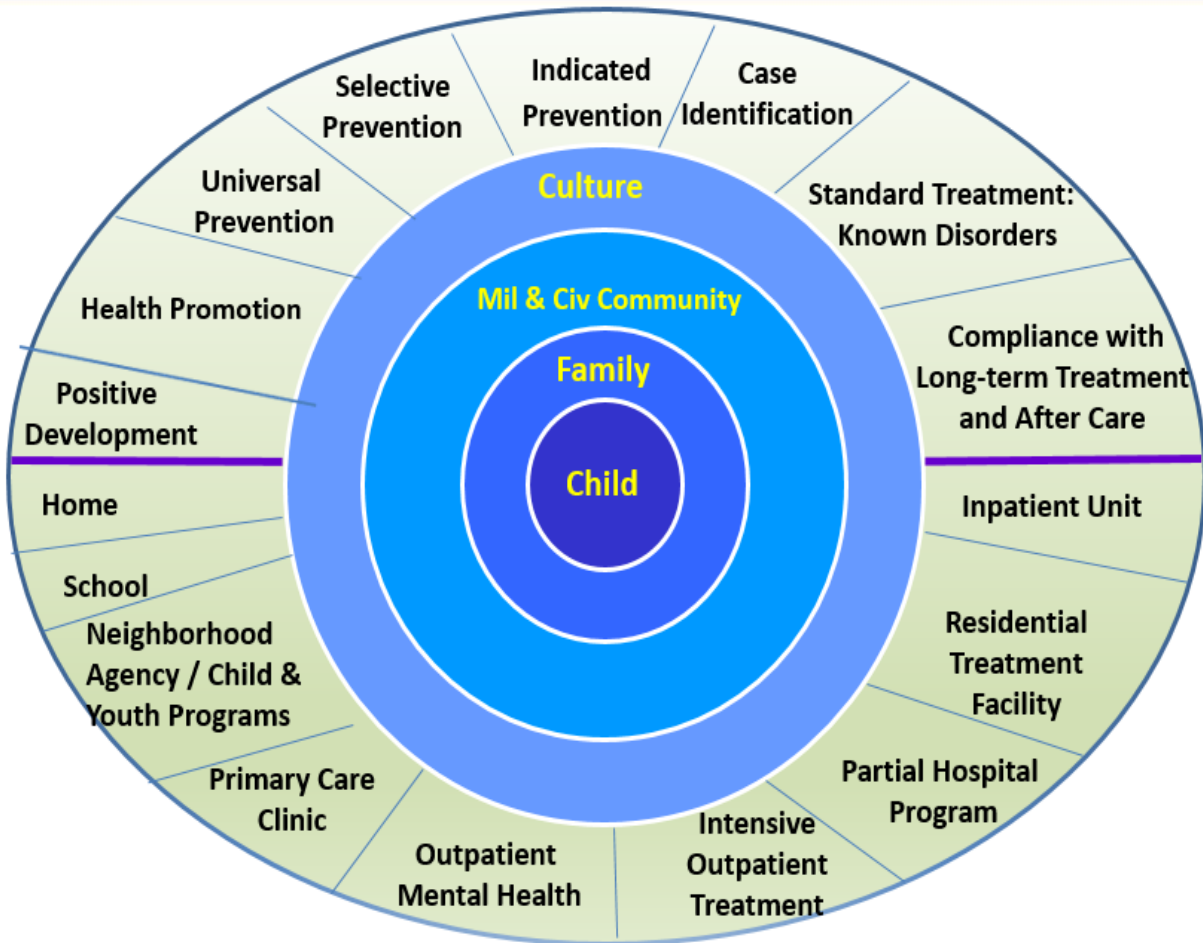 Indicated
Prevention
Case
Identification
Selective
Prevention
Universal
Prevention
Standard Treatment:
Known Disorders
Health Promotion
Compliance with
Long-term Treatment
and After Care
Positive
Development
Culture
Mil & Civ Community
Family
Child
Home
Inpatient Unit
School
Neighborhood
Agency / Child &
Youth Programs
Residential
Treatment
Facility
Primary Care
Clinic
Partial Hospital
Program
Outpatient
Mental Health
Intensive
Outpatient
Treatment